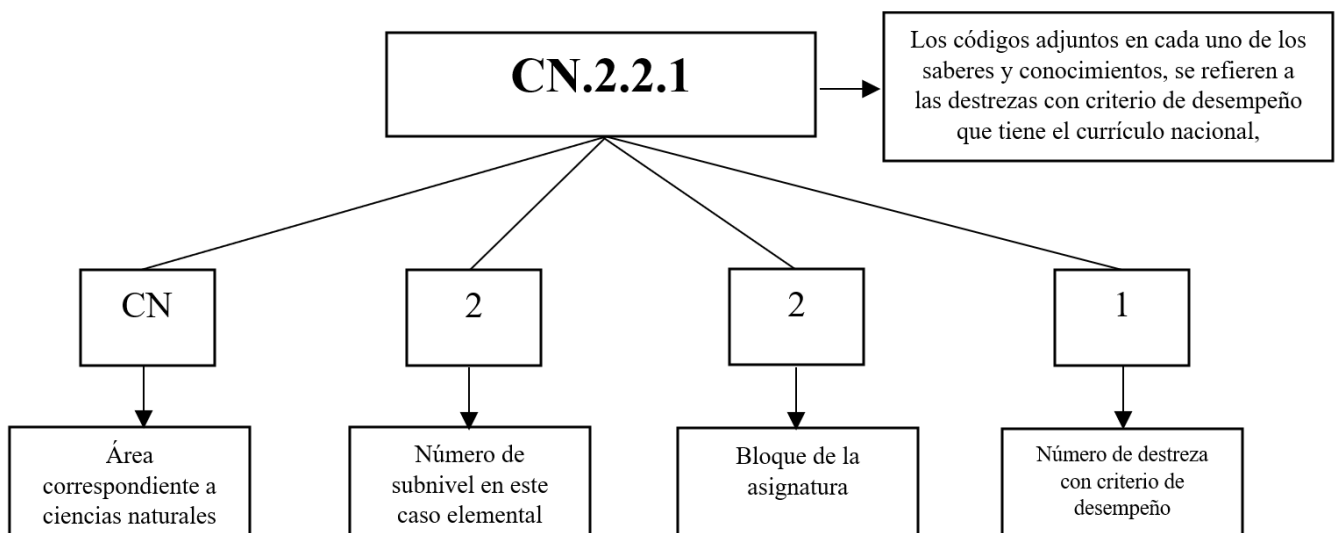 CN.2.2.1
Los códigos adjuntos en cada uno de los
saberes y conocimientos, se refieren a
las destrezas con criterio de desempeño
que tiene el currículo nacional,
CN
2
2
1
Área
correspondiente a
ciencias naturales
Número de
subnivel en este
caso elemental
Bloque de la
asignatura
Número de destreza
con criterio de
desempeño